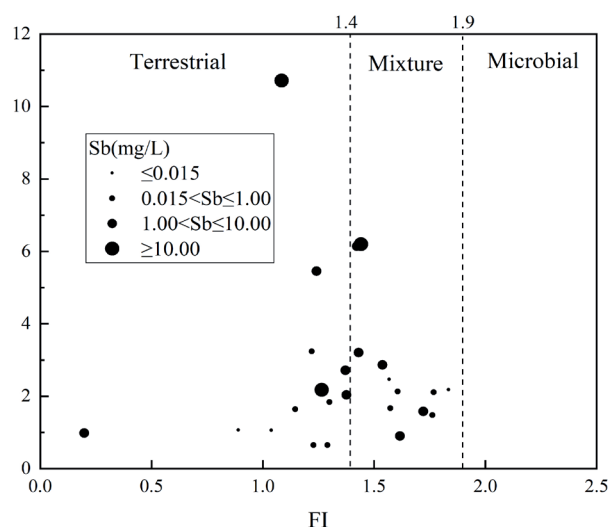 1.4 1.9
12
10
8
6
4
2
0
Terrestrial Mixture Microbial
Sb(mg/L)
≤0.015
0.015<Sb≤1.00
1.00<Sb≤10.00
≥10.00
0.0 0.5 1.0 1.5 2.0 2.5
FI